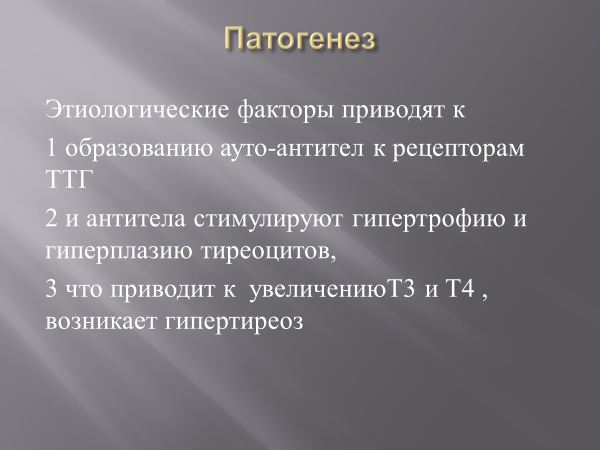 Патогенез
Этиологические факторы приводят к
1 образованию ауто-антител к рецепторам
ТТГ
2 и антитела стимулируют гипертрофию и
гиперплазию тиреоцитов,
3 что приводит к  увеличениюТ3 и Т4 ,
возникает гипертиреоз